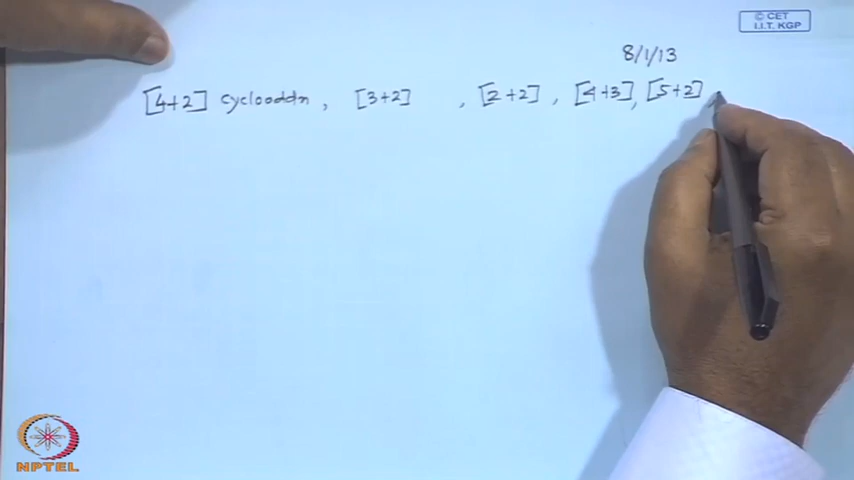 © CET
I.I.T. KGP
8/1/13
[4+2] cycloaddn, [3+2] , [2+2], [4+3], [5+2]
NPTEL